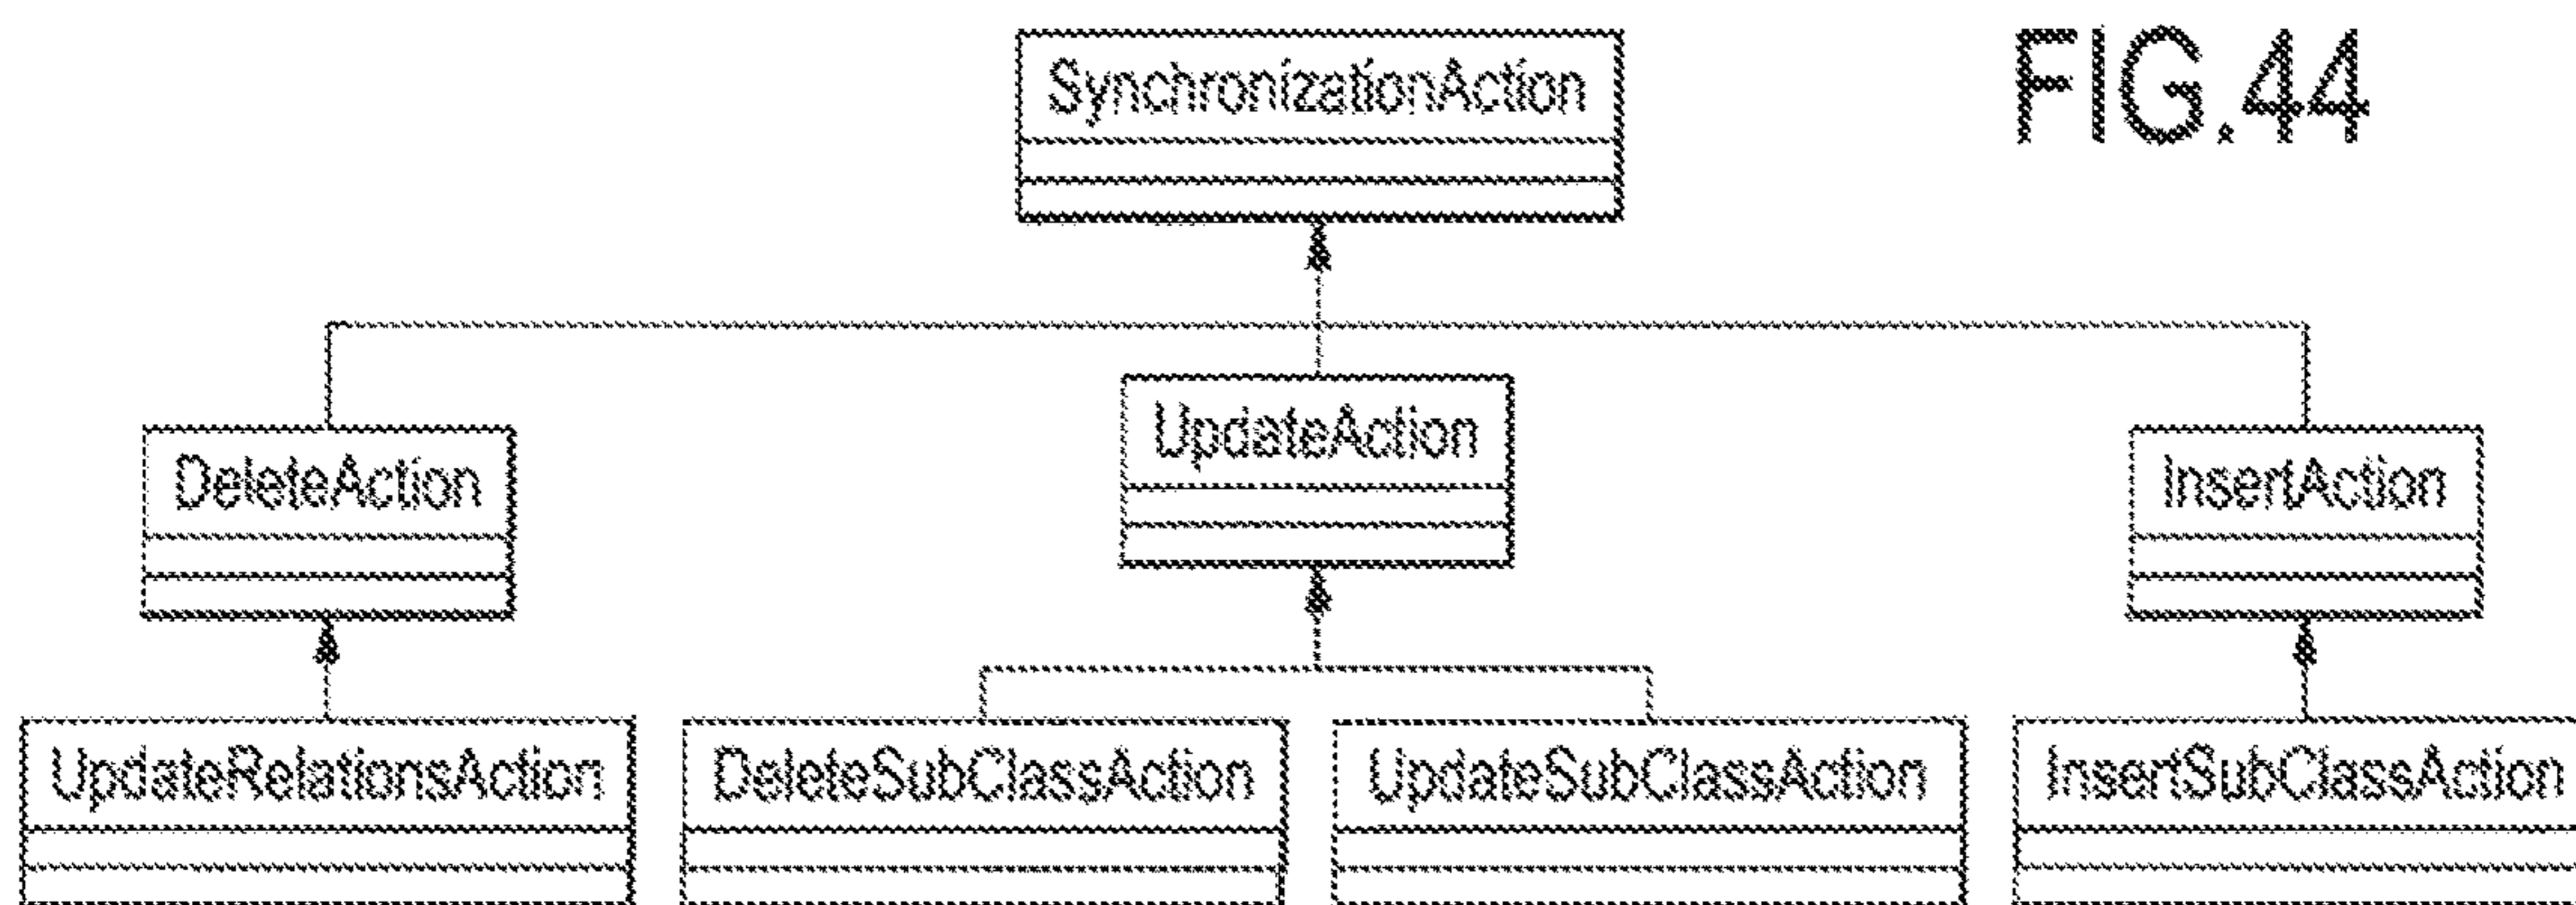 FIG.44
SynchronizationAction
UpdateAction
DeleteAction
InsertAction
UpdateRelationsAction
DeleteSubClassAction
UpdateSubClassAction
InsertSubClassAction